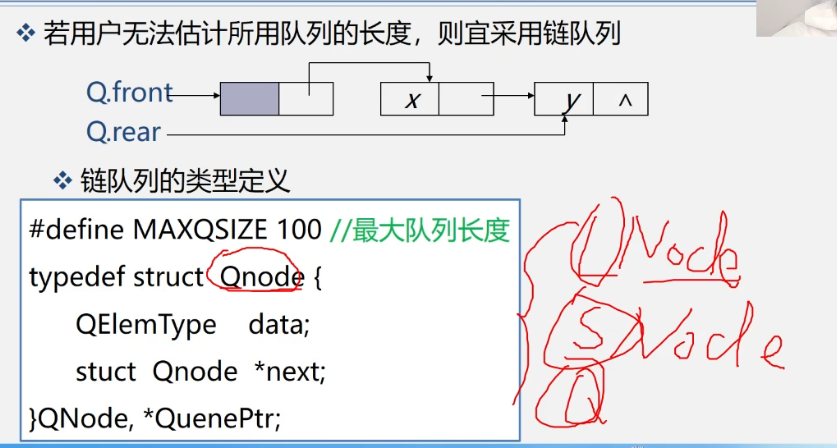 ❖ 若用户无法估计所用队列的长度，则宜采用链队列
Q.front
x
y ∧
Q.rear
❖ 链队列的类型定义
#define MAXQSIZE 100 //最大队列长度
typedef struct Qnode {
QElemType data;
stuct Qnode *next;
}QNode, *QuenePtr;
LNode
SNode
Q